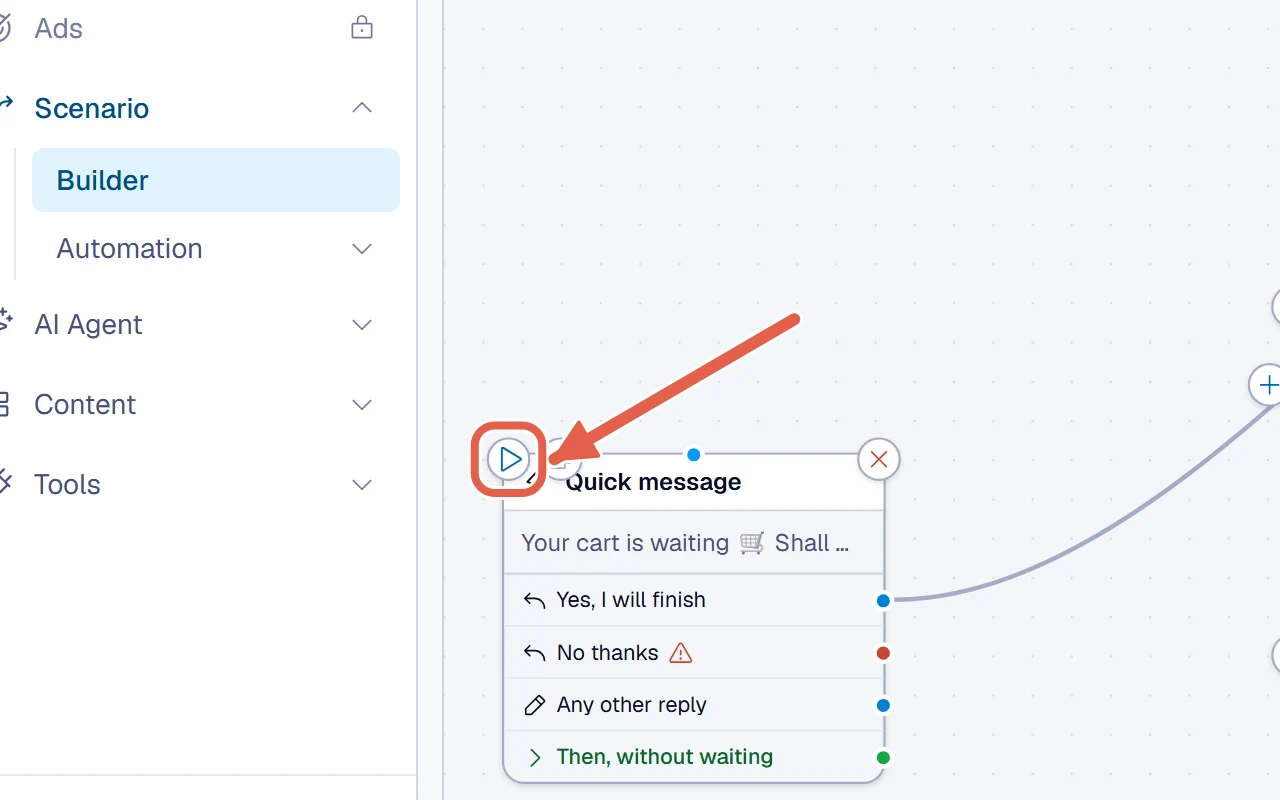 Ads
Scenario
Builder
Automation
AI Agent
Content
Tools
Quick message
Your cart is waiting 🛒 Shall ...
Yes, I will finish
No thanks
Any other reply
Then, without waiting